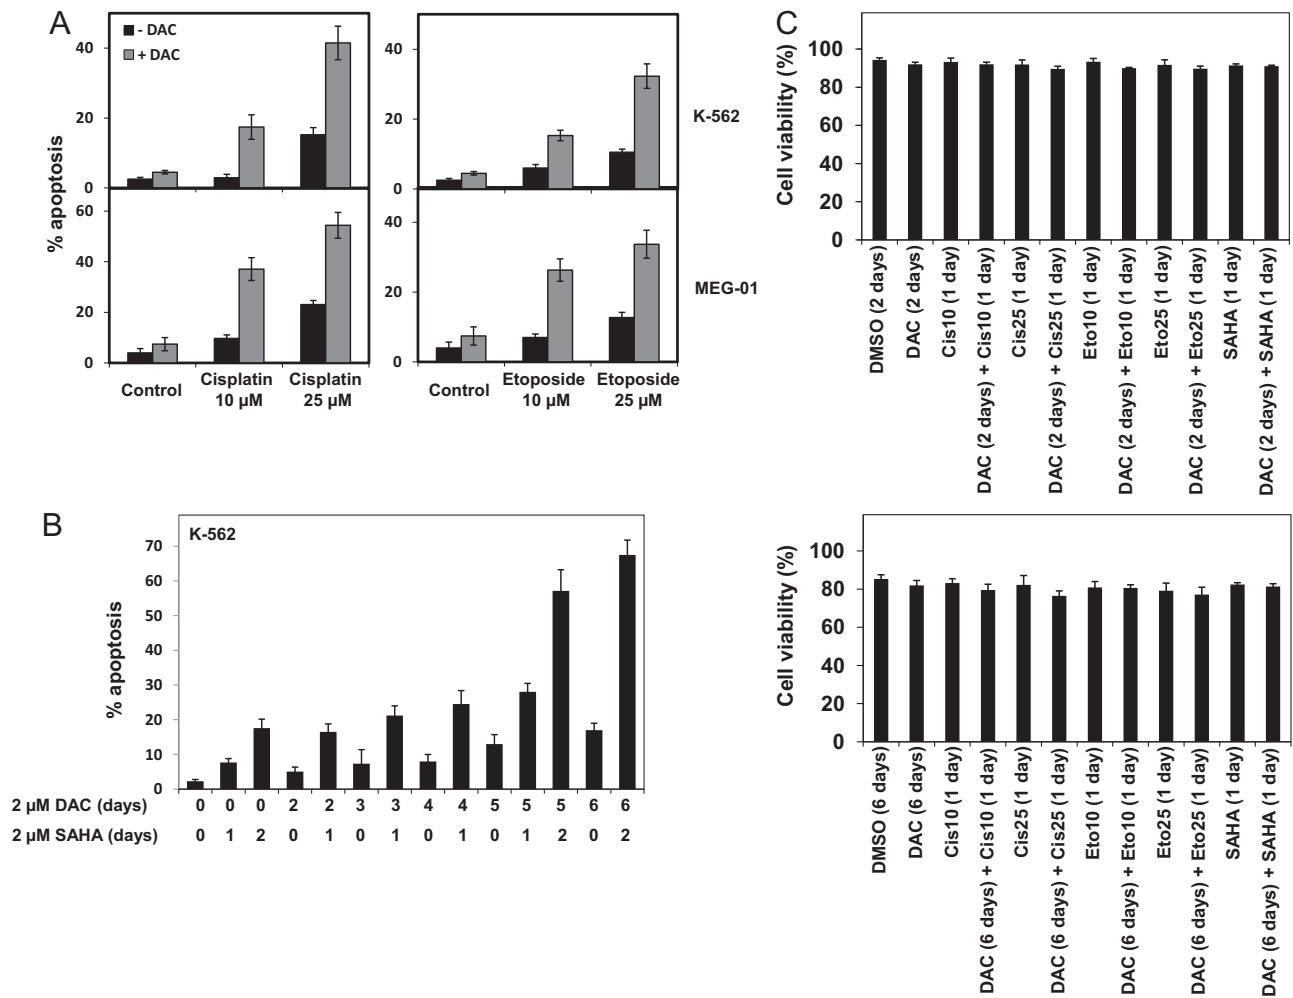 A
- DAC
+ DAC
% apoptosis
40
20
0
40
20
0
K-562
60
40
20
0
40
20
0
MEG-01
Control
Cisplatin
10 µM
Cisplatin
25 µM
Control
Etoposide
10 µM
Etoposide
25 µM
B
K-562
% apoptosis
70
60
50
40
30
20
10
0
2 µM DAC (days) 0 0 0 2 2 3 3 4 4 5 5 5 6 6
2 µM SAHA (days) 0 1 2 0 1 0 1 0 1 0 1 2 0 2
C
Cell viability (%)
100
80
60
40
20
0
DMSO (2 days)
DAC (2 days)
Cis10 (1 day)
DAC (2 days) + Cis10 (1 day)
Cis25 (1 day)
DAC (2 days) + Cis25 (1 day)
Eto10 (1 day)
DAC (2 days) + Eto10 (1 day)
Eto25 (1 day)
DAC (2 days) + Eto25 (1 day)
SAHA (1 day)
DAC (2 days) + SAHA (1 day)
Cell viability (%)
100
80
60
40
20
0
DMSO (6 days)
DAC (6 days)
Cis10 (1 day)
DAC (6 days) + Cis10 (1 day)
Cis25 (1 day)
DAC (6 days) + Cis25 (1 day)
Eto10 (1 day)
DAC (6 days) + Eto10 (1 day)
Eto25 (1 day)
DAC (6 days) + Eto25 (1 day)
SAHA (1 day)
DAC (6 days) + SAHA (1 day)